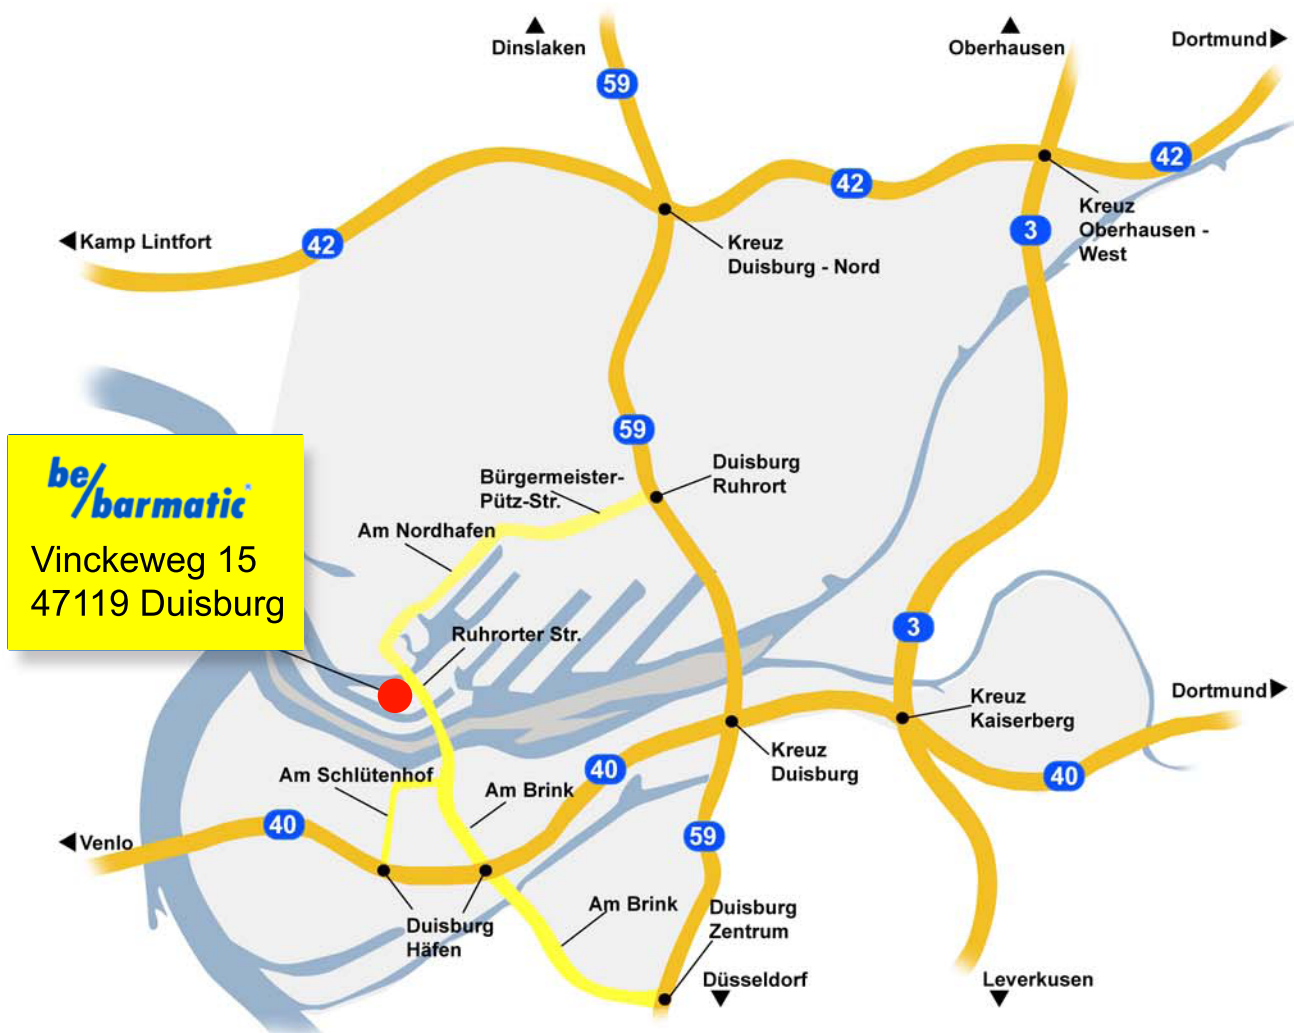 Dinslaken
Oberhausen
Dortmund
59
42
42
Kreuz
Oberhausen -
West
3
Kamp Lintfort
42
Kreuz
Duisburg - Nord
59
be/
/barmatic*
Vinckeweg 15
47119 Duisburg
Bürgermeister-
Pütz-Str.
Duisburg
Ruhrort
Am Nordhafen
Ruhrorter Str.
3
Kreuz
Kaiserberg
Dortmund
Kreuz
Duisburg
40
40
Am Schlütenhof
Am Brink
40
Venlo
59
Duisburg
Häfen
Am Brink
Duisburg
Zentrum
Düsseldorf
Leverkusen